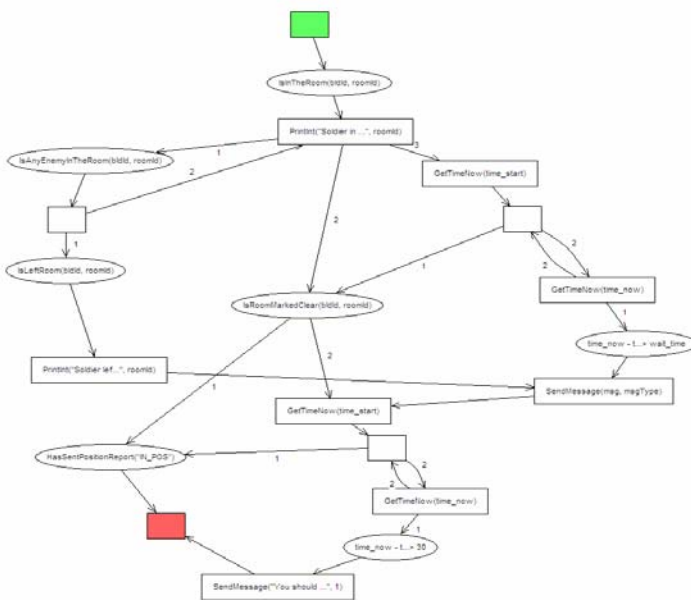 IsInTheRoom(bldId, roomId)
PrintInt("Soldier in ...", roomId)
1
3
IsAnyEnemyInTheRoom(bldId, roomId)
2
GetTimeNow(time_start)
2
1
2
IsLeftRoom(bldId, roomId)
1
2
GetTimeNow(time_now)
IsRoomMarkedClear(bldId, roomId)
1
time_now - t...> wait_time
2
PrintInt("Soldier lef...", roomId)
1
SendMessage(msg, msgType)
GetTimeNow(time_start)
HasSentPositionReport("IN_POS")
1
2
2
GetTimeNow(time_now)
1
time_now - t...> 30
SendMessage("You should ...", 1)